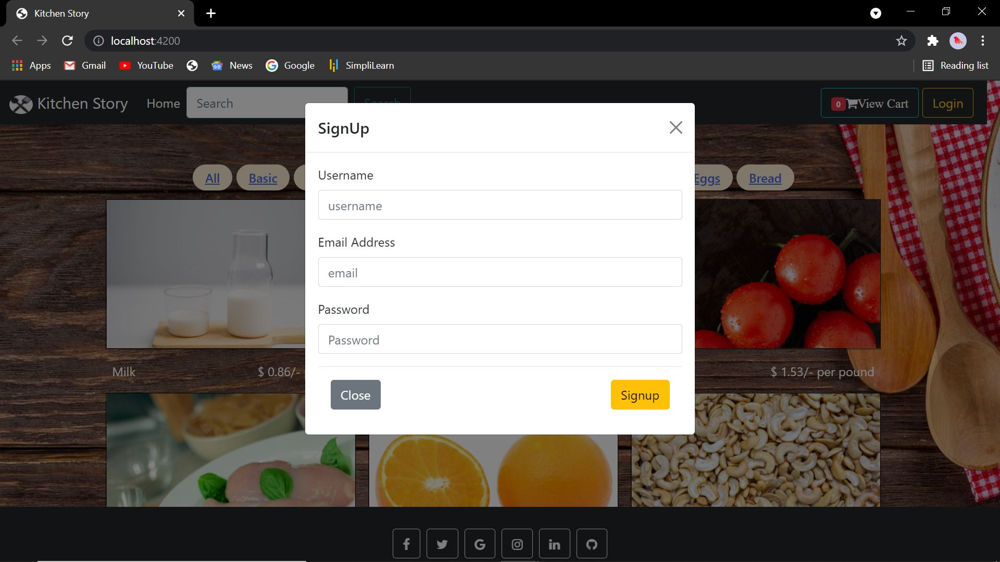 Kitchen Story
localhost:4200
Apps Gmail YouTube News Google SimpliLearn Reading list
Kitchen Story Home Search Search 0 View Cart Login
SignUp
All Basic Eggs Bread
Username
username
Email Address
email
Password
Password
Milk $ 0.86/- $ 1.53/- per pound
Close Signup